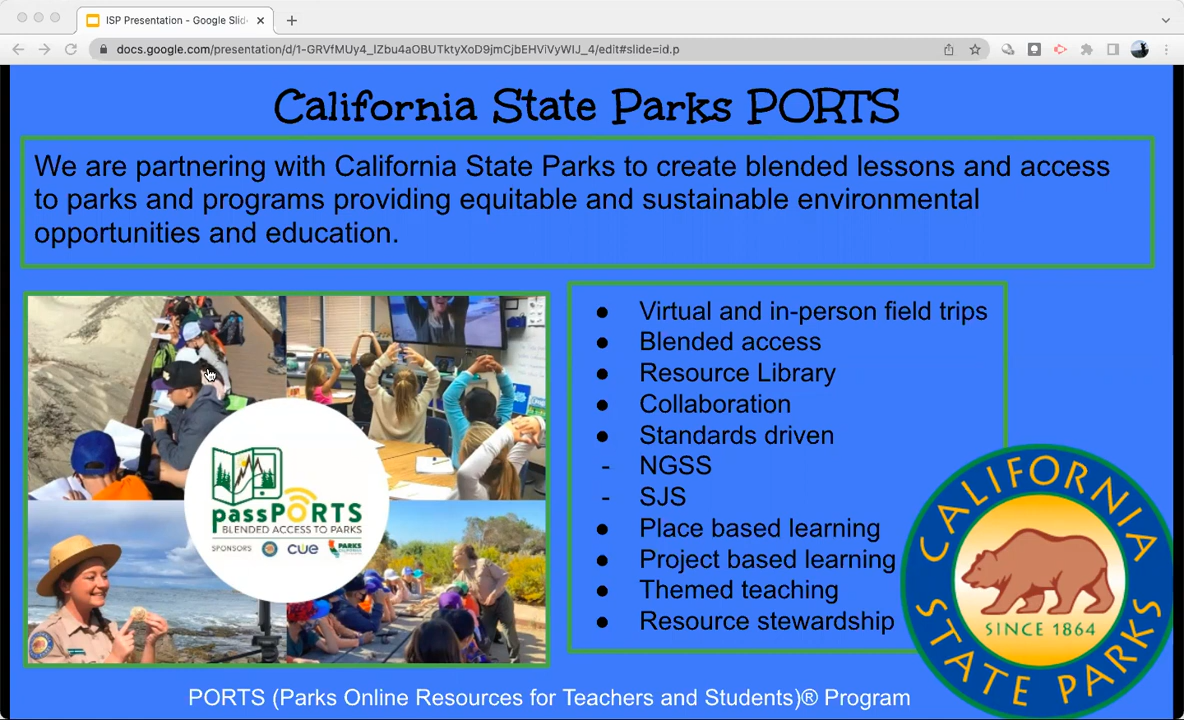 ISP Presentation - Google Slid
docs.google.com/presentation/d/1-GRVfMUy4_IZbu4aOBUTktyXoD9jmCjbEHViVyWIJ_4/edit#slide=id.p
California State Parks PORTS
We are partnering with California State Parks to create blended lessons and access
to parks and programs providing equitable and sustainable environmental
opportunities and education.
passPORTS
BLENDED ACCESS TO PARKS
SPONSORS CUE PARKS
● Virtual and in-person field trips
● Blended access
● Resource Library
● Collaboration
● Standards driven
- NGSS
- SJS
● Place based learning
● Project based learning
● Themed teaching
● Resource stewardship
CALIFORNIA
SINCE 1864
STATE PARKS
PORTS (Parks Online Resources for Teachers and Students)® Program